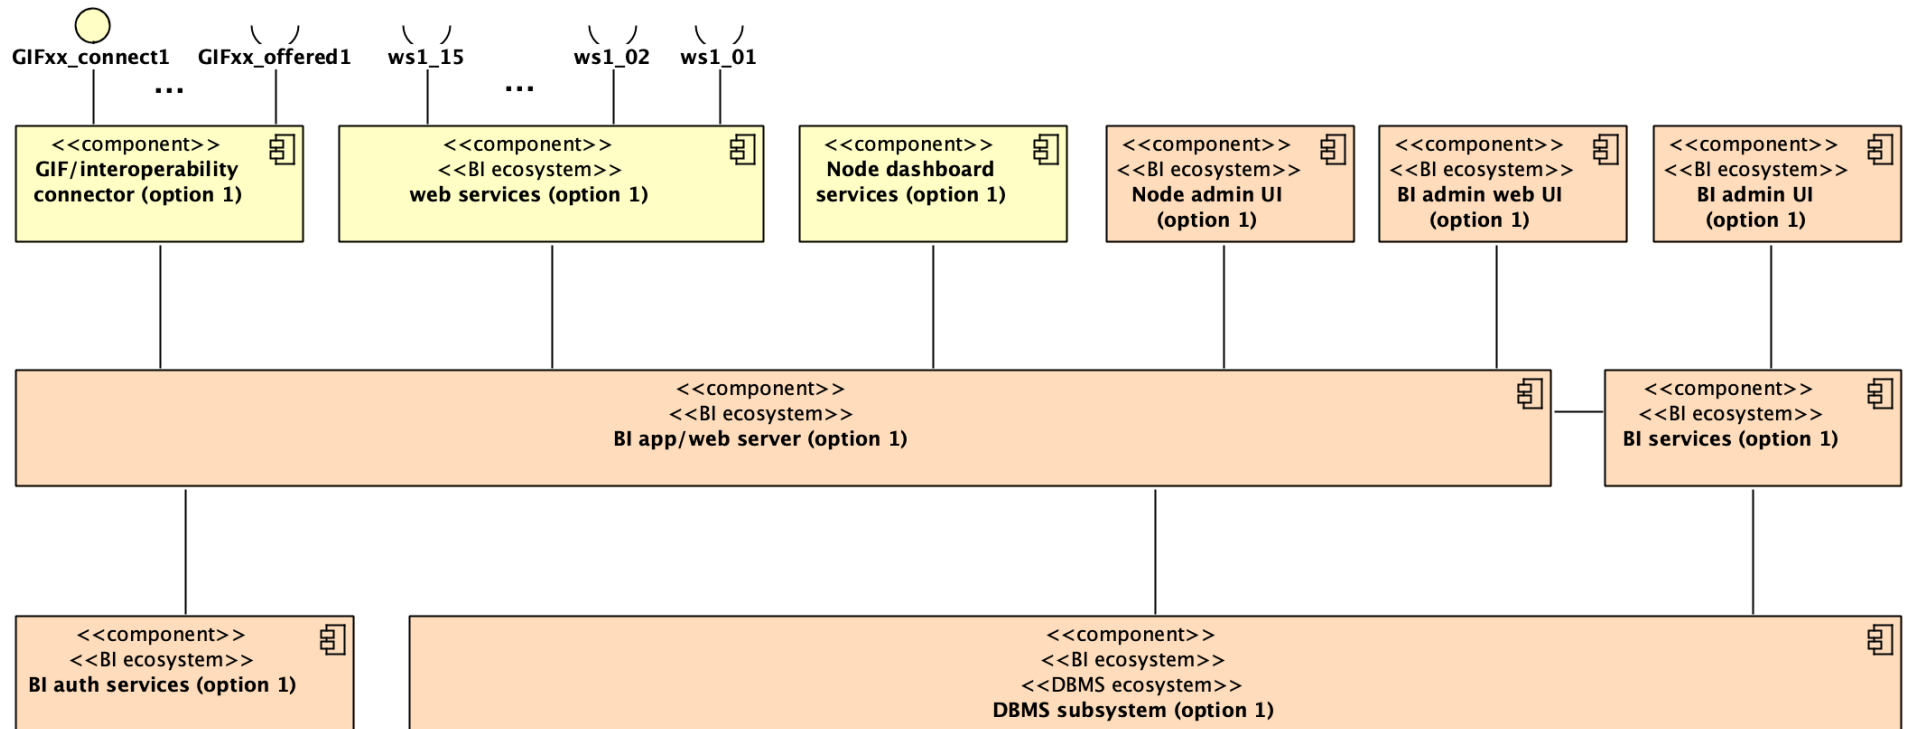 GIFxx_connect1
GIFxx_offered1
ws1_15
ws1_02
ws1_01
...
...
<<component>>
GIF/interoperability
connector (option 1)
<<component>>
<<BI ecosystem>>
web services (option 1)
<<component>>
Node dashboard
services (option 1)
<<component>>
<<BI ecosystem>>
Node admin UI
(option 1)
<<component>>
<<BI ecosystem>>
BI admin web UI
(option 1)
<<component>>
<<BI ecosystem>>
BI admin UI
(option 1)
<<component>>
<<BI ecosystem>>
BI app/web server (option 1)
<<component>>
<<BI ecosystem>>
BI services (option 1)
<<component>>
<<BI ecosystem>>
BI auth services (option 1)
<<component>>
<<BI ecosystem>>
<<DBMS ecosystem>>
DBMS subsystem (option 1)